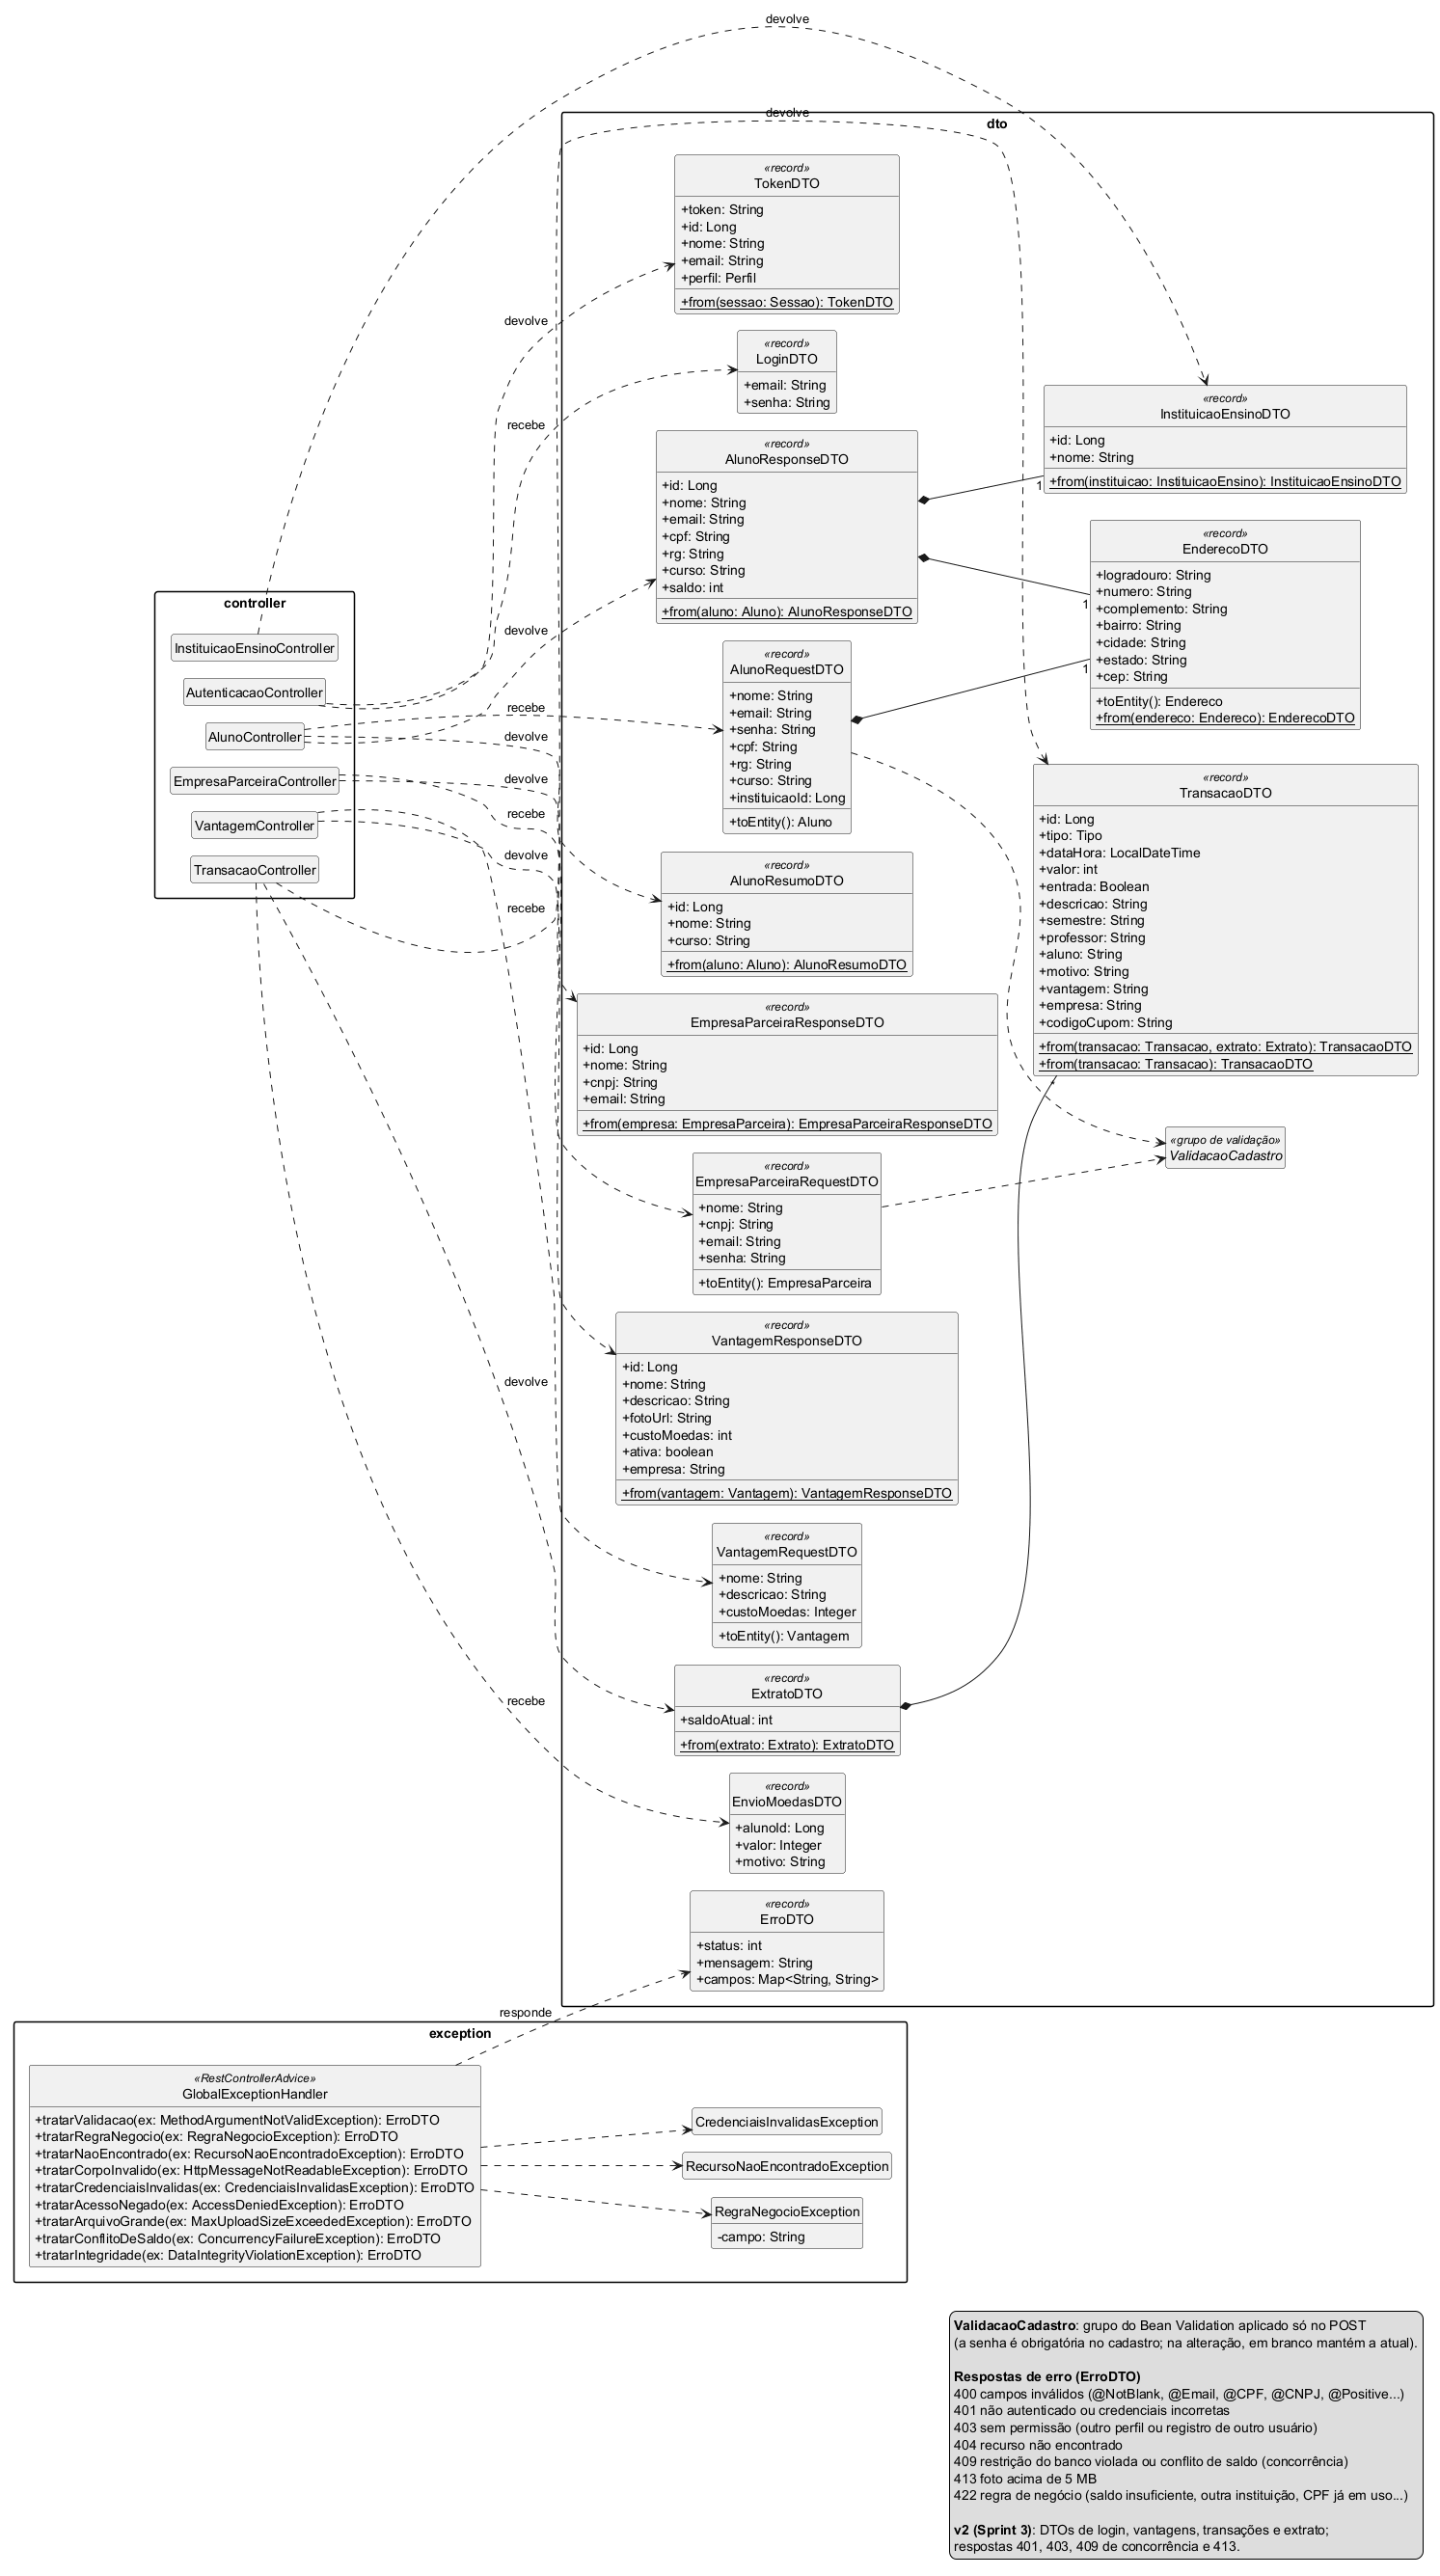 devolve
devolve
dto
«record»
TokenDTO
+token: String
+id: Long
+nome: String
+email: String
+perfil: Perfil
+from(sessao: Sessao): TokenDTO
devolve
«record»
LoginDTO
+email: String
+senha: String
recebe
«record»
InstituicaoEnsinoDTO
+id: Long
+nome: String
+from(instituicao: InstituicaoEnsino): InstituicaoEnsinoDTO
«record»
AlunoResponseDTO
+id: Long
+nome: String
+email: String
+cpf: String
+rg: String
+curso: String
+saldo: int
+from(aluno: Aluno): AlunoResponseDTO
1
1
«record»
EnderecoDTO
+logradouro: String
+numero: String
+complemento: String
+bairro: String
+cidade: String
+estado: String
+cep: String
+toEntity(): Endereco
+from(endereco: Endereco): EnderecoDTO
1
controller
InstituicaoEnsinoController
AutenticacaoController
AlunoController
EmpresaParceiraController
VantagemController
TransacaoController
devolve
recebe
devolve
devolve
recebe
devolve
recebe
«record»
AlunoRequestDTO
+nome: String
+email: String
+senha: String
+cpf: String
+rg: String
+curso: String
+instituicaoId: Long
+toEntity(): Aluno
«record»
TransacaoDTO
+id: Long
+tipo: Tipo
+dataHora: LocalDateTime
+valor: int
+entrada: Boolean
+descricao: String
+semestre: String
+professor: String
+aluno: String
+motivo: String
+vantagem: String
+empresa: String
+codigoCupom: String
+from(transacao: Transacao, extrato: Extrato): TransacaoDTO
+from(transacao: Transacao): TransacaoDTO
*
«record»
AlunoResumoDTO
+id: Long
+nome: String
+curso: String
+from(aluno: Aluno): AlunoResumoDTO
«record»
EmpresaParceiraResponseDTO
+id: Long
+nome: String
+cnpj: String
+email: String
+from(empresa: EmpresaParceira): EmpresaParceiraResponseDTO
«grupo de validação»
ValidacaoCadastro
«record»
EmpresaParceiraRequestDTO
+nome: String
+cnpj: String
+email: String
+senha: String
+toEntity(): EmpresaParceira
«record»
VantagemResponseDTO
+id: Long
+nome: String
+descricao: String
+fotoUrl: String
+custoMoedas: int
+ativa: boolean
+empresa: String
+from(vantagem: Vantagem): VantagemResponseDTO
devolve
«record»
VantagemRequestDTO
+nome: String
+descricao: String
+custoMoedas: Integer
+toEntity(): Vantagem
«record»
ExtratoDTO
+saldoAtual: int
+from(extrato: Extrato): ExtratoDTO
recebe
«record»
EnvioMoedasDTO
+alunoId: Long
+valor: Integer
+motivo: String
«record»
ErroDTO
+status: int
+mensagem: String
+campos: Map<String, String>
responde
exception
«RestControllerAdvice»
GlobalExceptionHandler
+tratarValidacao(ex: MethodArgumentNotValidException): ErroDTO
+tratarRegraNegocio(ex: RegraNegocioException): ErroDTO
+tratarNaoEncontrado(ex: RecursoNaoEncontradoException): ErroDTO
+tratarCorpoInvalido(ex: HttpMessageNotReadableException): ErroDTO
+tratarCredenciaisInvalidas(ex: CredenciaisInvalidasException): ErroDTO
+tratarAcessoNegado(ex: AccessDeniedException): ErroDTO
+tratarArquivoGrande(ex: MaxUploadSizeExceededException): ErroDTO
+tratarConflitoDeSaldo(ex: ConcurrencyFailureException): ErroDTO
+tratarIntegridade(ex: DataIntegrityViolationException): ErroDTO
CredenciaisInvalidasException
RecursoNaoEncontradoException
RegraNegocioException
-campo: String
ValidacaoCadastro: grupo do Bean Validation aplicado só no POST
(a senha é obrigatória no cadastro; na alteração, em branco mantém a atual).
Respostas de erro (ErroDTO)
400 campos inválidos (@NotBlank, @Email, @CPF, @CNPJ, @Positive...)
401 não autenticado ou credenciais incorretas
403 sem permissão (outro perfil ou registro de outro usuário)
404 recurso não encontrado
409 restrição do banco violada ou conflito de saldo (concorrência)
413 foto acima de 5 MB
422 regra de negócio (saldo insuficiente, outra instituição, CPF já em uso...)
v2 (Sprint 3): DTOs de login, vantagens, transações e extrato;
respostas 401, 403, 409 de concorrência e 413.